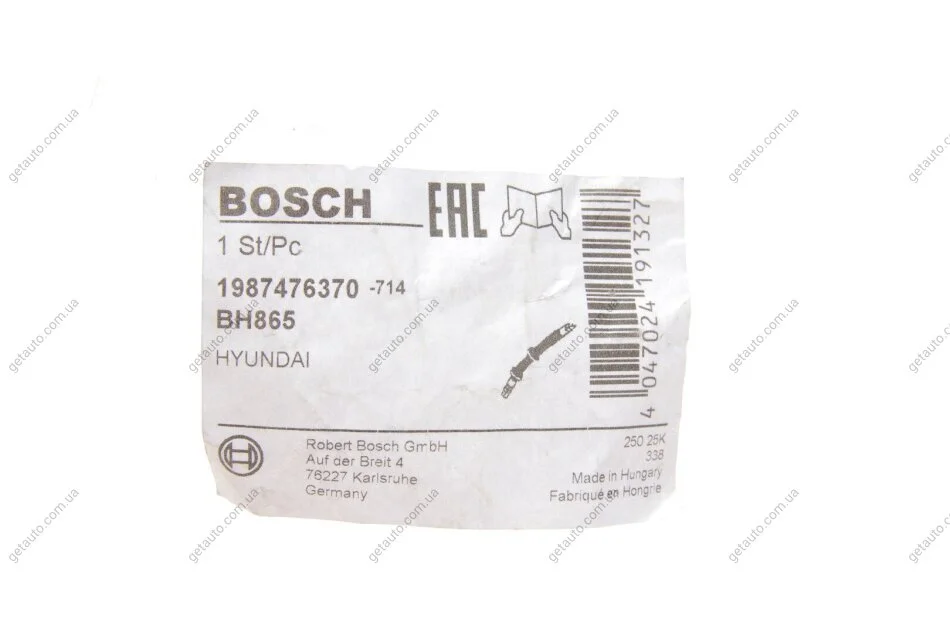 BOSCH
EAC
1 St/Pc
1987476370 -714
BH865
HYUNDAI
4 047024 191327
Robert Bosch GmbH
Auf der Breit 4
76227 Karlsruhe
Germany
250 25K
338
Made in Hungary
Fabriqué en Hongrie
getauto.com.ua